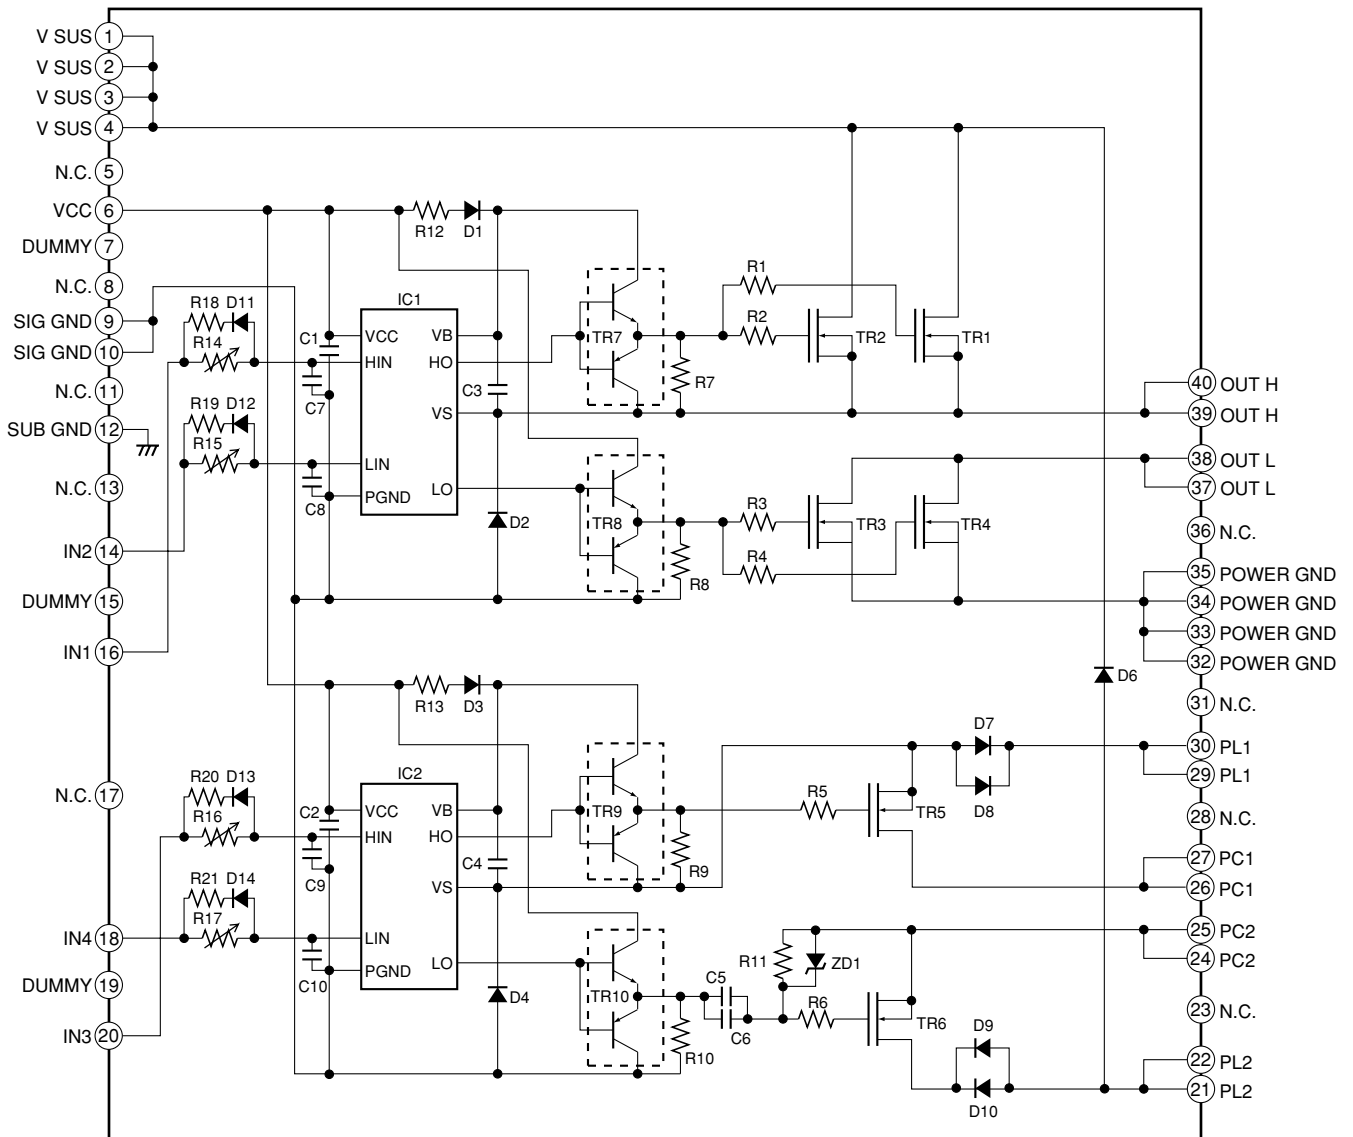 V SUS 1
V SUS 2
V SUS 3
V SUS 4
N.C. 5
VCC 6
DUMMY 7
N.C. 8
SIG GND 9
SIG GND 10
N.C. 11
SUB GND 12
N.C. 13
IN2 14
DUMMY 15
IN1 16
N.C. 17
IN4 18
DUMMY 19
IN3 20
R12 D1
R18 D11
R14
C1
C7
R19 D12
R15
C8
IC1
VCC
HIN
LIN
PGND
VB
HO
VS
LO
C3
D2
TR7
R7
R1
R2
TR2
TR1
TR8
R8
R3
R4
TR3
TR4
R13 D3
R20 D13
R16
C2
C9
R21 D14
R17
C10
IC2
VCC
HIN
LIN
PGND
VB
HO
VS
LO
C4
D4
TR9
R9
R5
TR5
D7
D8
D6
TR10
R10
C5
C6
R11
ZD1
R6
TR6
D9
D10
40 OUT H
39 OUT H
38 OUT L
37 OUT L
36 N.C.
35 POWER GND
34 POWER GND
33 POWER GND
32 POWER GND
31 N.C.
30 PL1
29 PL1
28 N.C.
27 PC1
26 PC1
25 PC2
24 PC2
23 N.C.
22 PL2
21 PL2